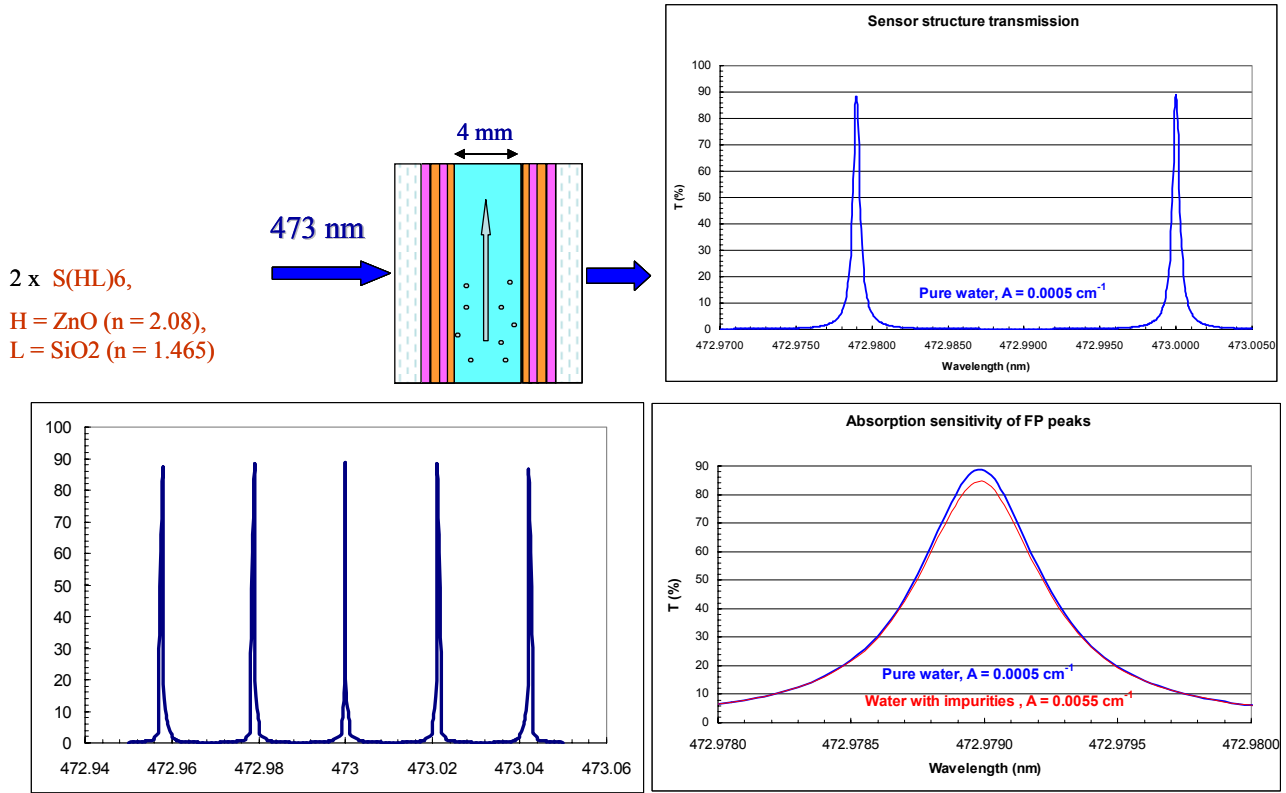 4 mm
473 nm
2 x S(HL)6,
H = ZnO (n = 2.08),
L = SiO2 (n = 1.465)
Sensor structure transmission
100
90
80
70
60
50
40
30
20
10
0
T (%)
Pure water, A = 0.0005 cm⁻¹
472.9700 472.9750 472.9800 472.9850 472.9900 472.9950 473.0000 473.0050
Wavelength (nm)
100
90
80
70
60
50
40
30
20
10
0
472.94 472.96 472.98 473 473.02 473.04 473.06
Absorption sensitivity of FP peaks
90
80
70
60
50
40
30
20
10
0
T (%)
Pure water, A = 0.0005 cm⁻¹
Water with impurities , A = 0.0055 cm⁻¹
472.9780 472.9785 472.9790 472.9795 472.9800
Wavelength (nm)